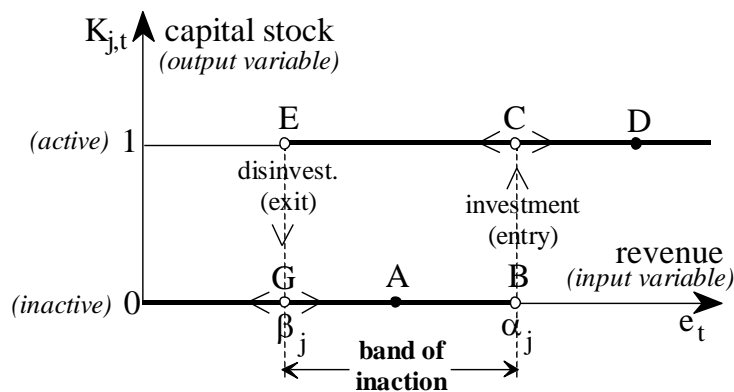 K_{j,t} capital stock
(output variable)
E C D
(active) 1
disinvest.
(exit)
investment
(entry)
G A B
revenue
(input variable)
(inactive) 0
β_j α_j e_t
band of
inaction